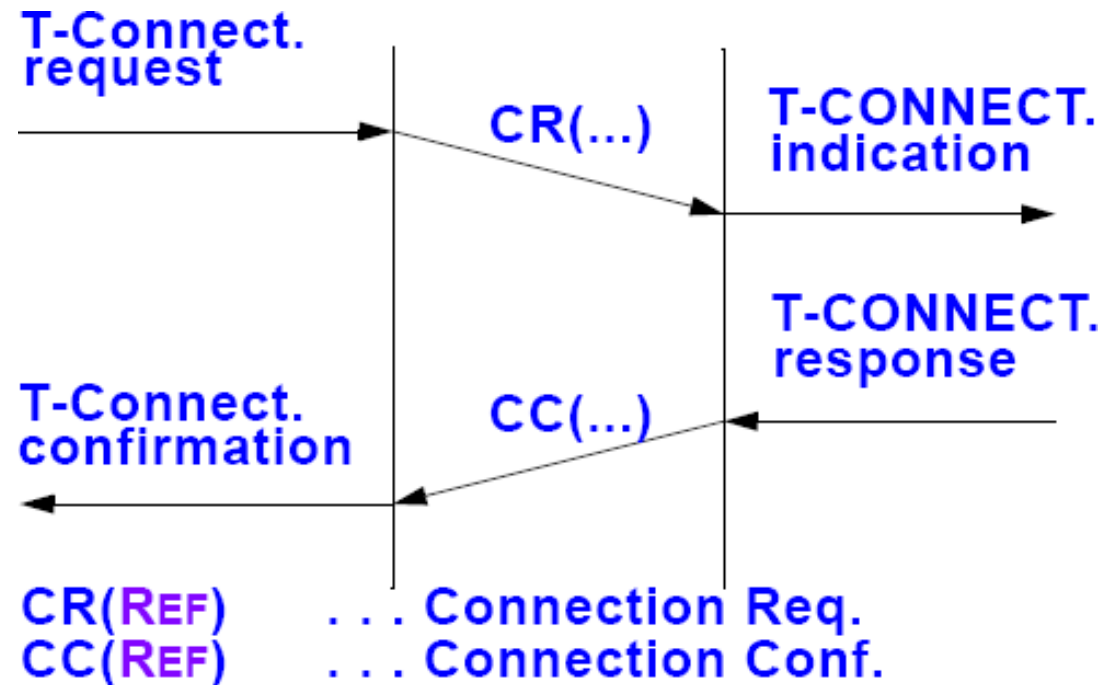 T-Connect.
request
CR(...)
T-CONNECT.
indication
T-CONNECT.
response
T-Connect.
confirmation
CC(...)
CR(REF) . . . Connection Req.
CC(REF) . . . Connection Conf.